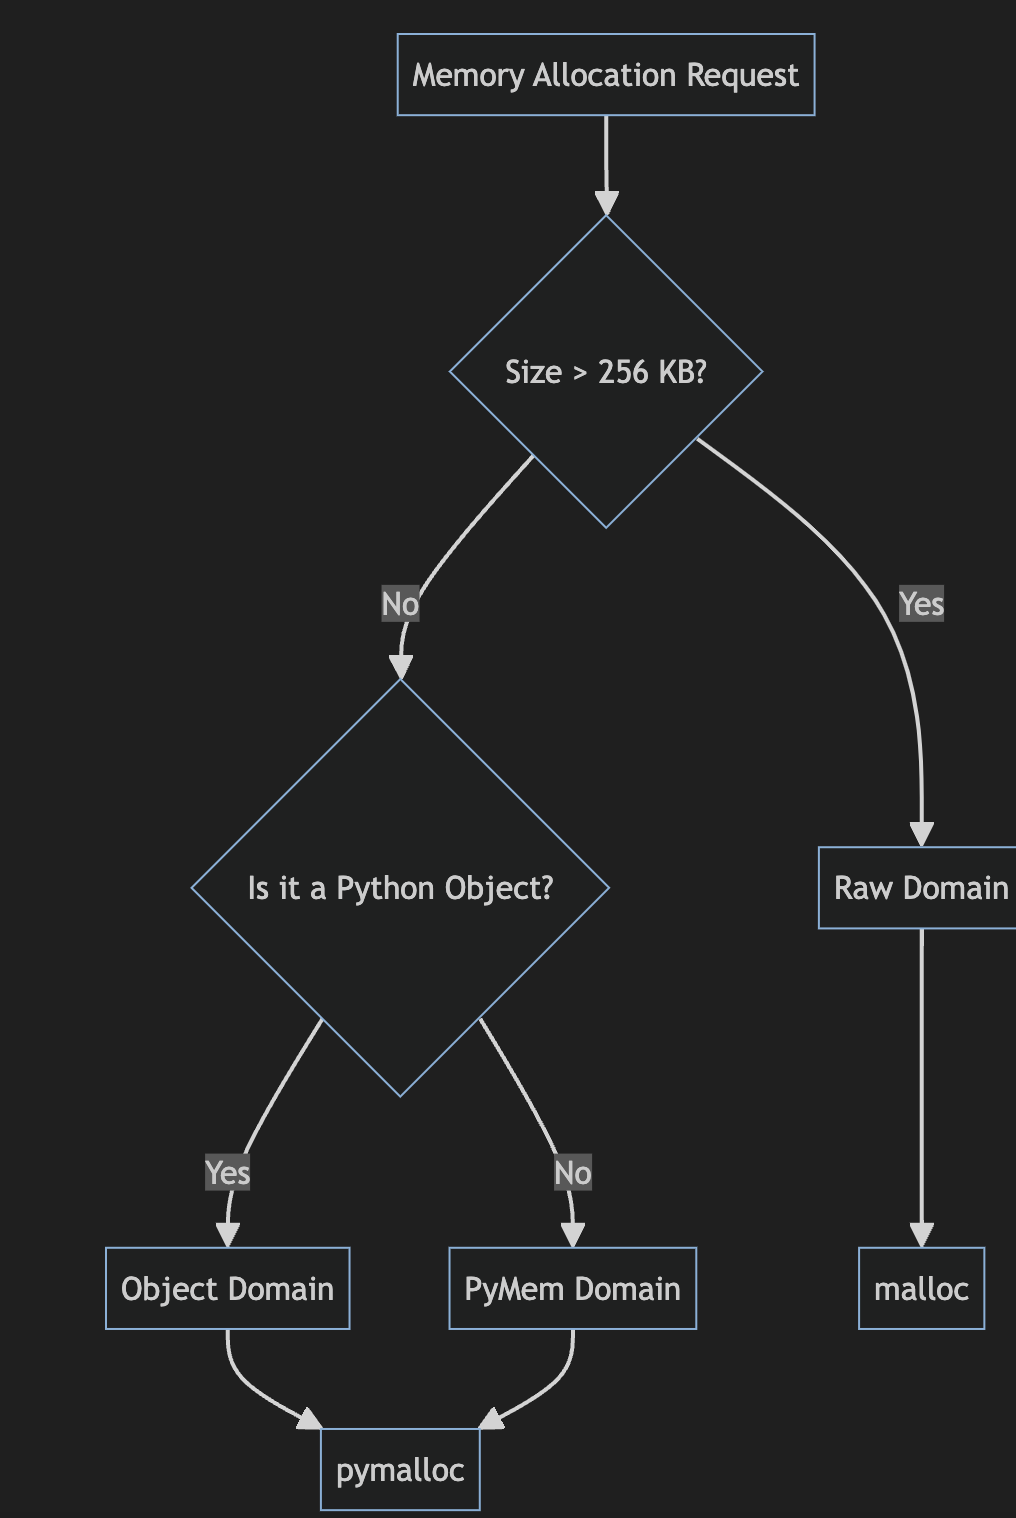 Memory Allocation Request
Size > 256 KB?
No
Yes
Is it a Python Object?
Raw Domain
Yes
No
Object Domain
PyMem Domain
malloc
pymalloc